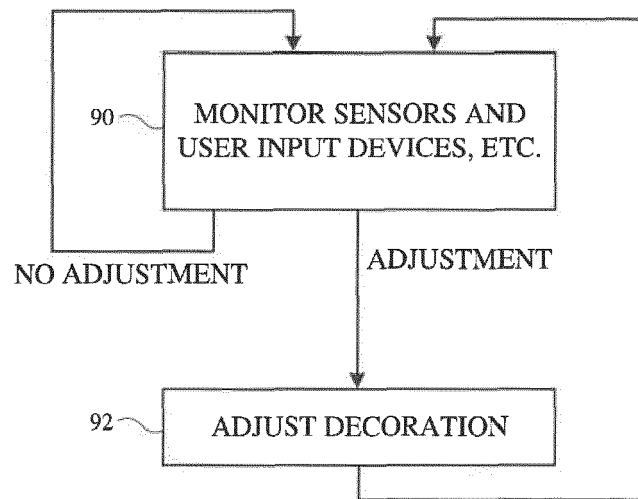 90
MONITOR SENSORS AND
USER INPUT DEVICES, ETC.
NO ADJUSTMENT
ADJUSTMENT
92
ADJUST DECORATION